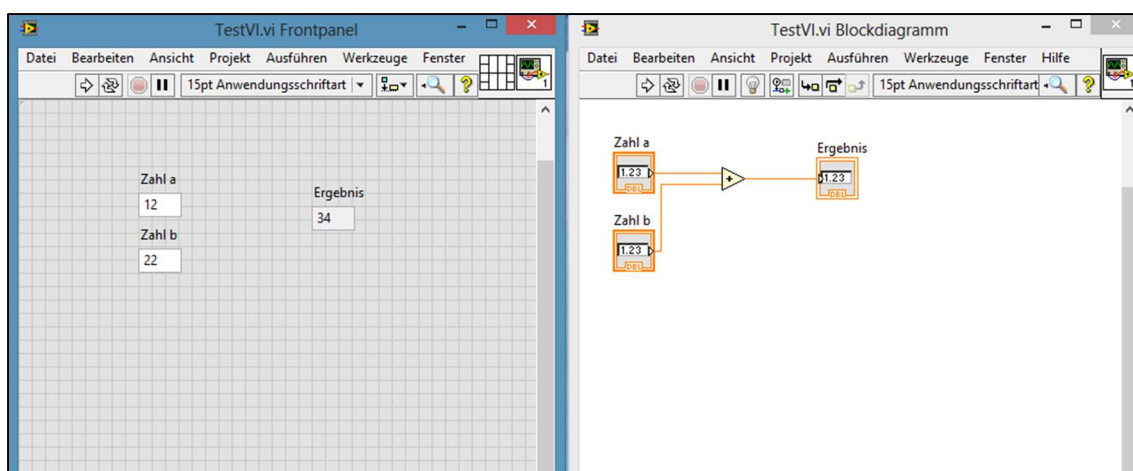 TestVI.vi Frontpanel
Datei Bearbeiten Ansicht Projekt Ausführen Werkzeuge Fenster
15pt Anwendungsschriftart
1
Zahl a
12
Zahl b
22
Ergebnis
34
TestVI.vi Blockdiagramm
Datei Bearbeiten Ansicht Projekt Ausführen Werkzeuge Fenster Hilfe
15pt Anwendungsschriftart
1
Zahl a
1.23
DBL
Zahl b
1.23
DBL
Ergebnis
1.23
DBL